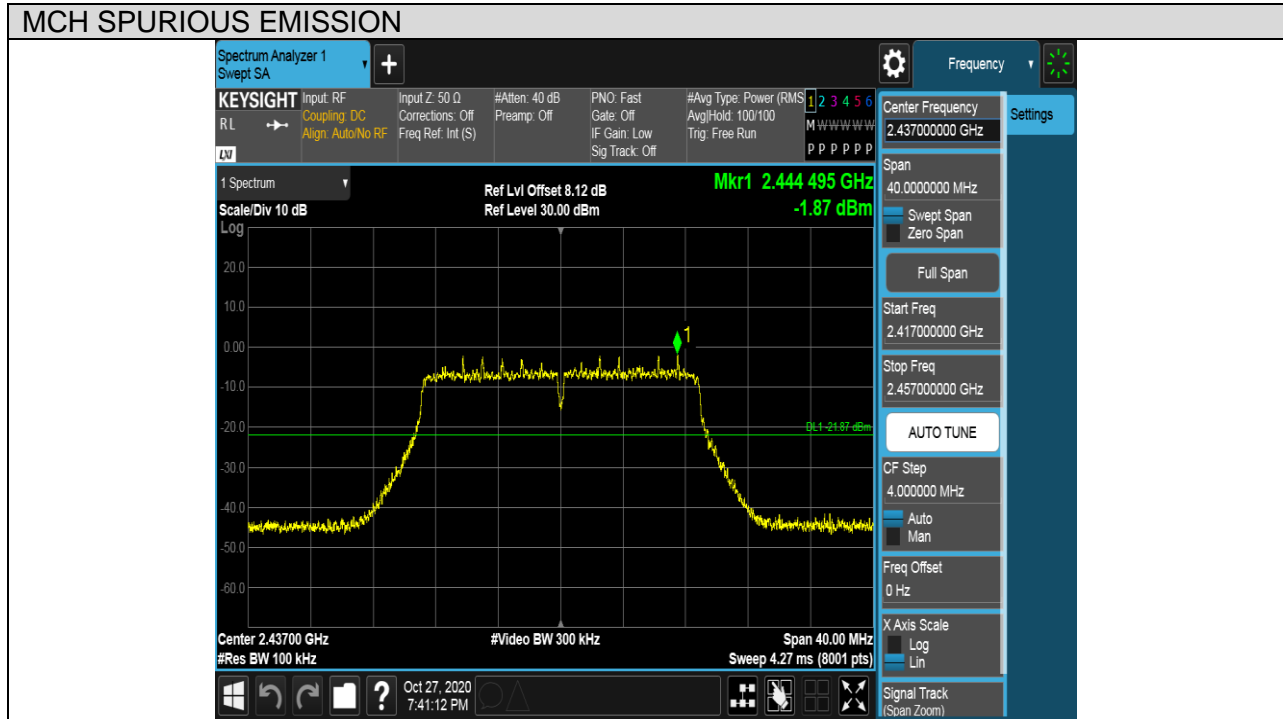 MCH SPURIOUS EMISSION
Spectrum Analyzer 1
Swept SA
Frequency
KEYSIGHT
RL
LXI
Input: RF
Coupling: DC
Align: Auto/No RF
Input Z: 50 Ω
Corrections: Off
Freq Ref: Int (S)
#Atten: 40 dB
Preamp: Off
PNO: Fast
Gate: Off
IF Gain: Low
Sig Track: Off
#Avg Type: Power (RMS
Avg|Hold: 100/100
Trig: Free Run
1 2 3 4 5 6
M W W W W W
P P P P P P
1 Spectrum
Scale/Div 10 dB
Ref Lvl Offset 8.12 dB
Ref Level 30.00 dBm
Mkr1 2.444 495 GHz
-1.87 dBm
Log
20.0
10.0
0.00
-10.0
-20.0
-30.0
-40.0
-50.0
-60.0
1
DL1 -21.87 dBm
Center 2.43700 GHz
#Res BW 100 kHz
#Video BW 300 kHz
Span 40.00 MHz
Sweep 4.27 ms (8001 pts)
?
Oct 27, 2020
7:41:12 PM
Center Frequency
2.437000000 GHz
Span
40.0000000 MHz
Swept Span
Zero Span
Full Span
Start Freq
2.417000000 GHz
Stop Freq
2.457000000 GHz
AUTO TUNE
CF Step
4.000000 MHz
Auto
Man
Freq Offset
0 Hz
X Axis Scale
Log
Lin
Signal Track
(Span Zoom)
Settings